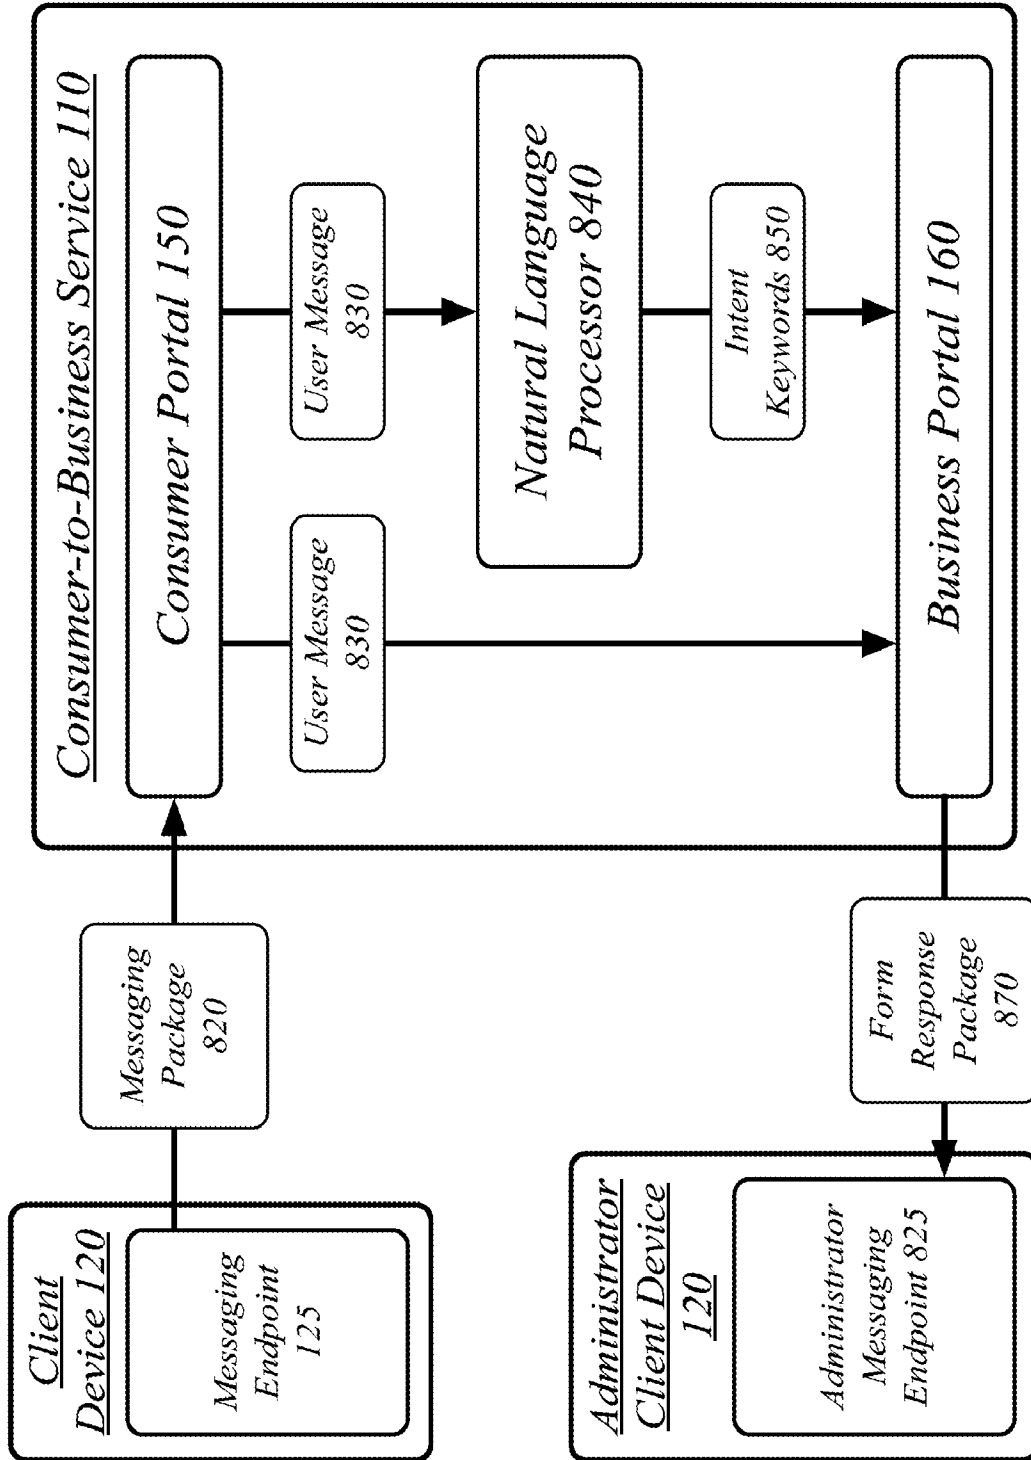 Consumer-to-Business Service 110
Consumer Portal 150
User Message
830
User Message
830
Natural Language
Processor 840
Intent
Keywords 850
Business Portal 160
Client
Device 120
Messaging
Endpoint
125
Messaging
Package
820
Administrator
Client Device
120
Administrator
Messaging
Endpoint 825
Form
Response
Package
870